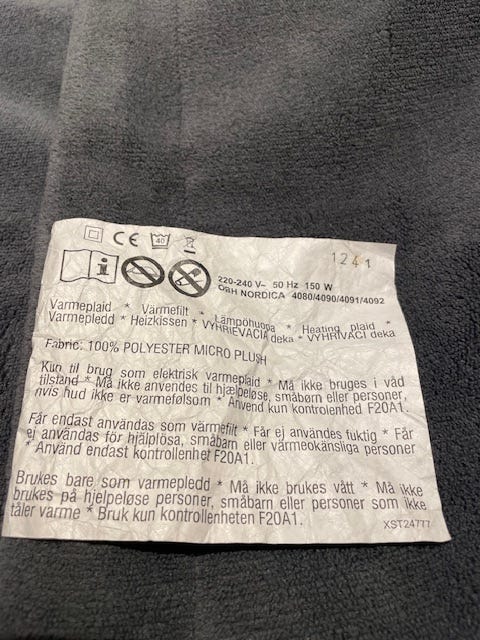 1241
CE 40
i
220-240 V~ 50 Hz 150 W
OBH NORDICA 4080/4090/4091/4092
Varmeplaid * Värmefilt * Lämpöhuopa * Heating plaid *
Varmepledd * Heizkissen * VYHRIEVACIA deka * VYHŘÍVACÍ deka
Fabric: 100% POLYESTER MICRO PLUSH
Kun til brug som elektrisk varmeplaid * Må ikke bruges i våd
tilstand * Må ikke anvendes til hjælpeløse, småbørn eller personer,
hvis hud ikke er varmefølsom * Anvend kun kontrolenhed F20A1.
Får endast användas som värmefilt * Får ej användes fuktig * Får
ej användas för hjälplösa, småbarn eller värmeokänsliga personer
* Använd endast kontrollenhet F20A1.
Brukes bare som varmepledd * Må ikke brukes vått * Må ikke
brukes på hjelpeløse personer, småbarn eller personer som ikke
tåler varme * Bruk kun kontrollenheten F20A1.
XST24777